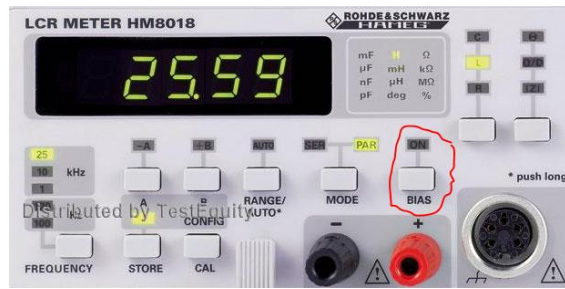 LCR METER HM8018
ROHDE&SCHWARZ
HAMEG
25.59
mF H Ω
µF mH kΩ
nF µH MΩ
pF deg %
C
L
R
Θ
Q/D
|Z|
25
10
1
kHz
120
100
Hz
-A
÷B
AUTO
SER
PAR
ON
A
B
RANGE/
AUTO*
MODE
BIAS
* push long
CONFIG
Distributed by TestEquity
FREQUENCY
STORE
CAL
-
+